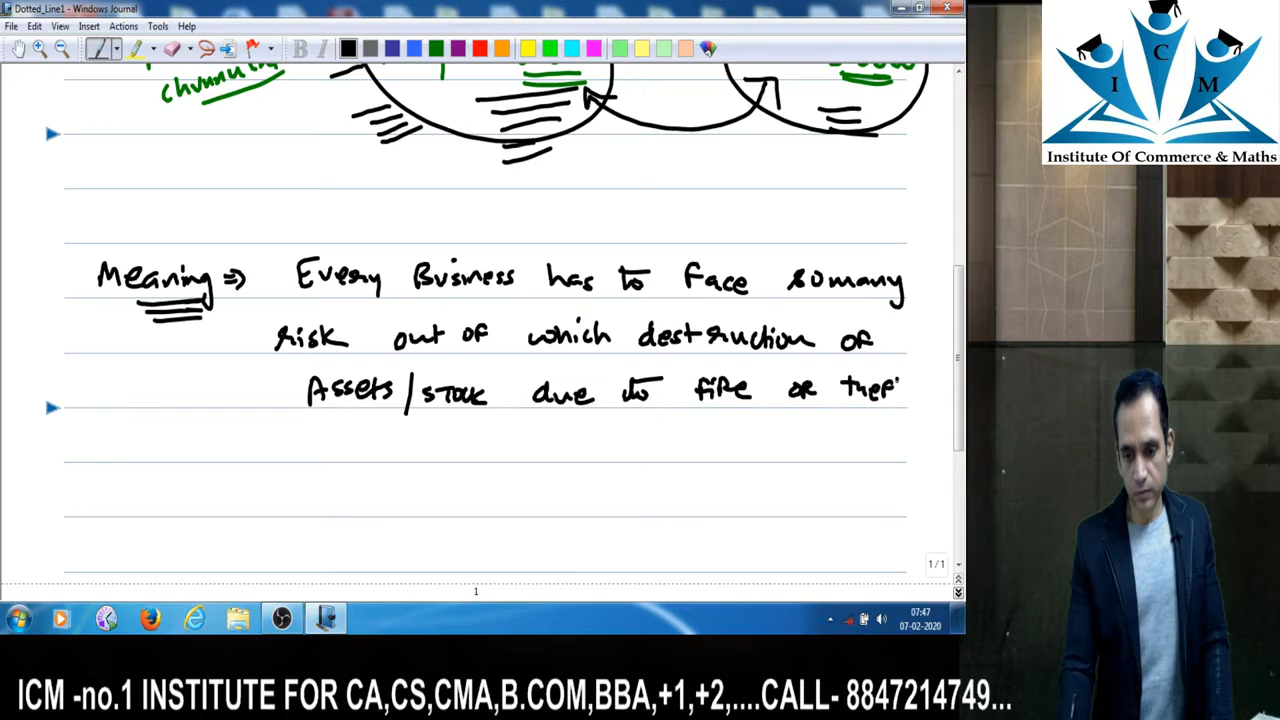 Dotted_Line1 - Windows Journal
File Edit View Insert Actions Tools Help
B I
Meaning ⇒ Every Business has to Face somany
risk out of which destruction of
Assets/stock due to fire or thef
1/1
1
07:47
07-02-2020
I C M
Institute Of Commerce & Maths
ICM -no.1 INSTITUTE FOR CA,CS,CMA,B.COM,BBA,+1,+2,....CALL- 8847214749...